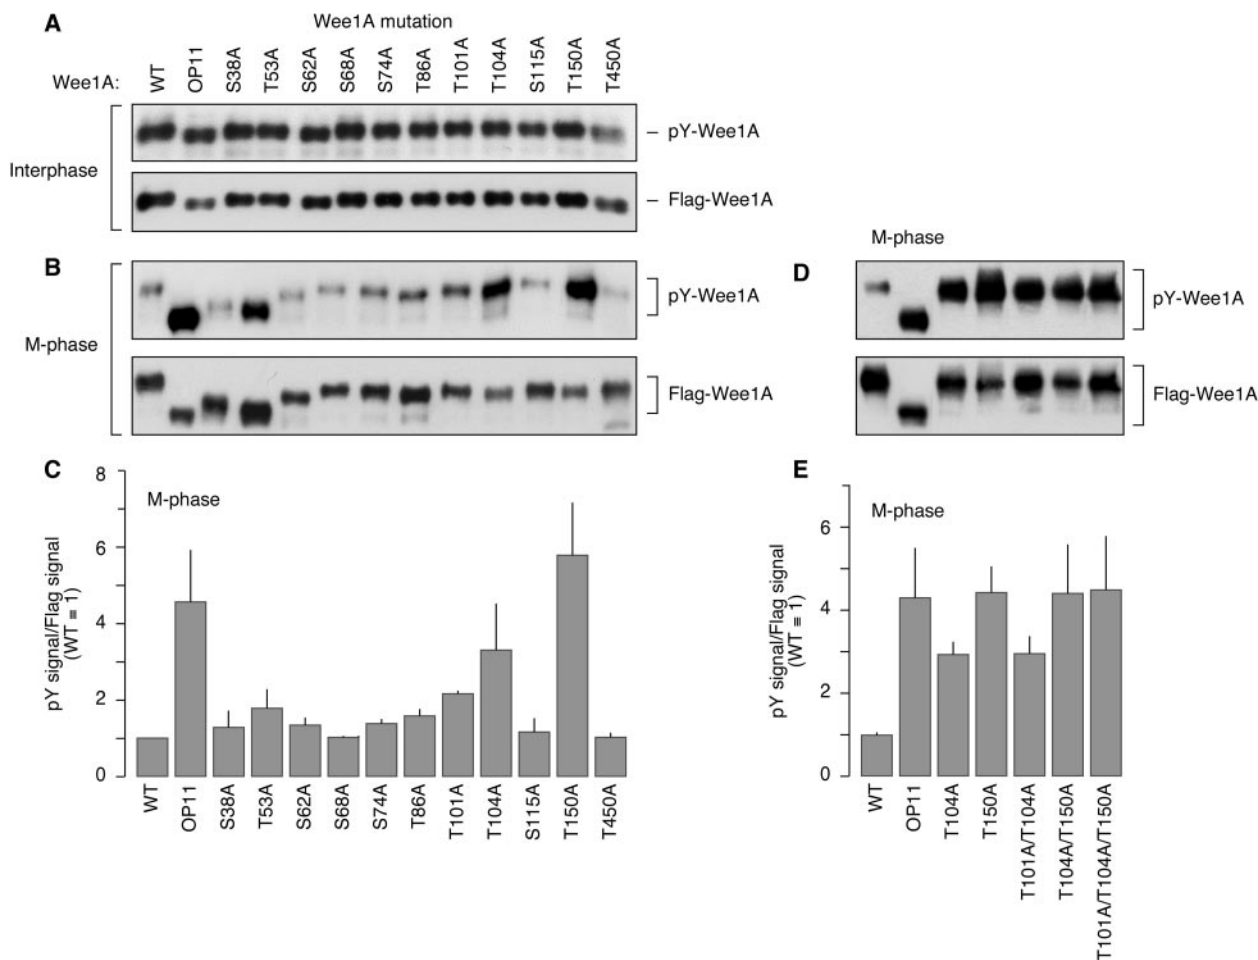 A
Wee1A mutation
Wee1A: WT OP11 S38A T53A S62A S68A S74A T86A T101A T104A S115A T150A T450A
Interphase
pY-Wee1A
Flag-Wee1A
B
M-phase
pY-Wee1A
Flag-Wee1A
D
M-phase
pY-Wee1A
Flag-Wee1A
C
M-phase
pY signal/Flag signal
(WT ≡ 1)
8
6
4
2
0
WT OP11 S38A T53A S62A S68A S74A T86A T101A T104A S115A T150A T450A
E
M-phase
pY signal/Flag signal
(WT ≡ 1)
6
4
2
0
WT OP11 T104A T150A T101A/T104A T104A/T150A T101A/T104A/T150A